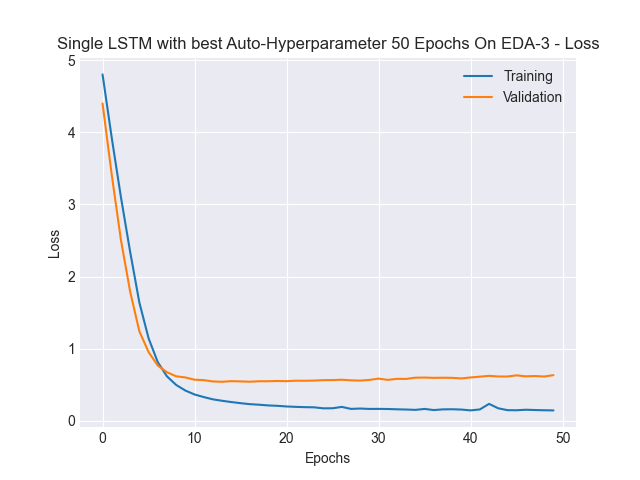 Single LSTM with best Auto-Hyperparameter 50 Epochs On EDA-3 - Loss
Training
Validation
5
4
3
2
1
0
Loss
0 10 20 30 40 50
Epochs